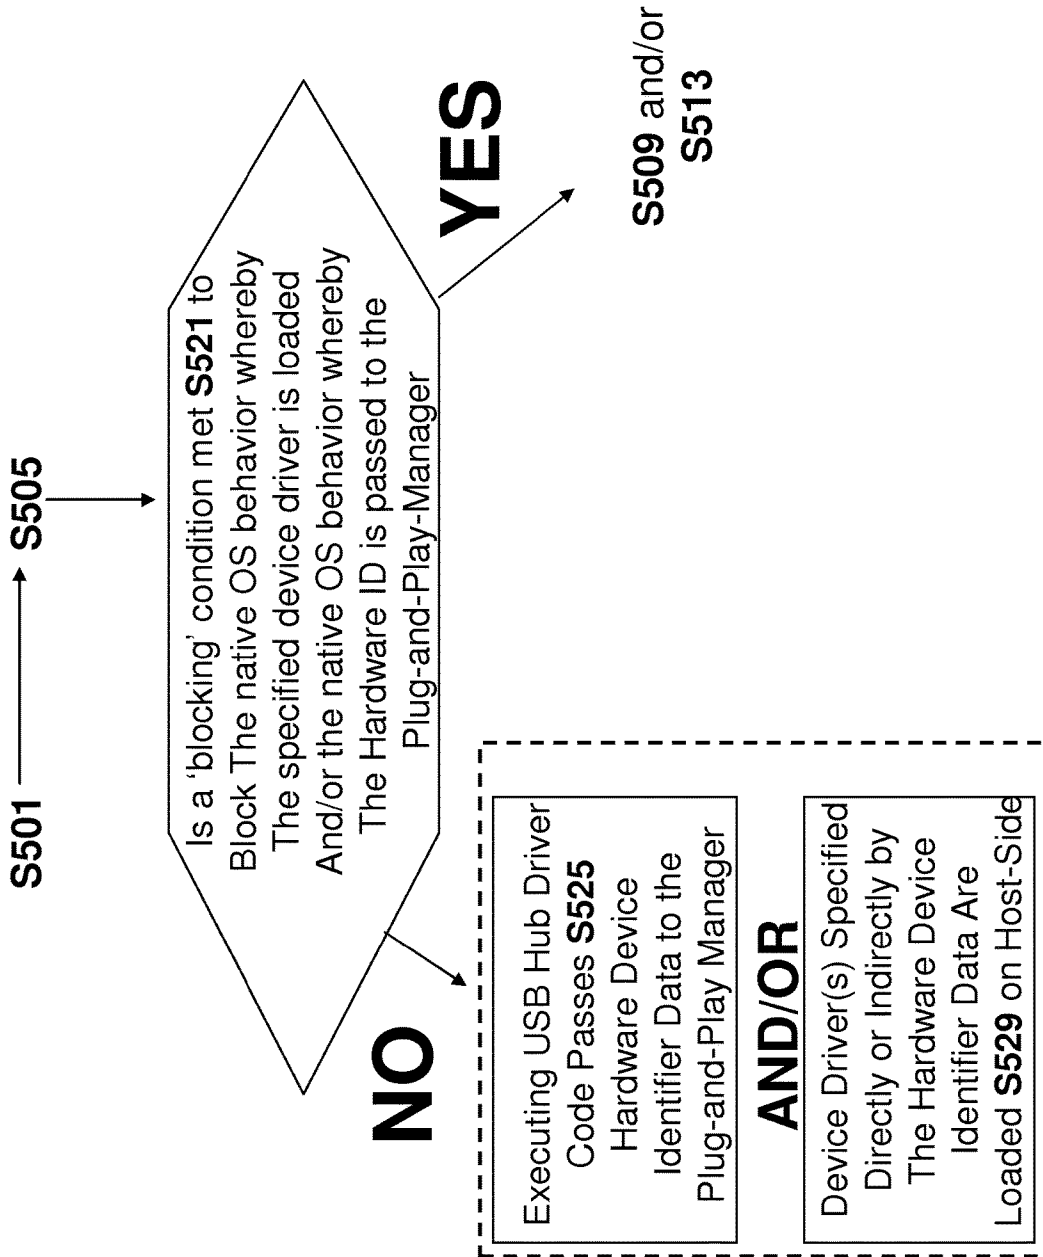 S501
S505
Is a 'blocking' condition met S521 to
Block The native OS behavior whereby
The specified device driver is loaded
And/or the native OS behavior whereby
The Hardware ID is passed to the
Plug-and-Play-Manager
NO
YES
S509 and/or
S513
Executing USB Hub Driver
Code Passes S525
Hardware Device
Identifier Data to the
Plug-and-Play Manager
AND/OR
Device Driver(s) Specified
Directly or Indirectly by
The Hardware Device
Identifier Data Are
Loaded S529 on Host-Side